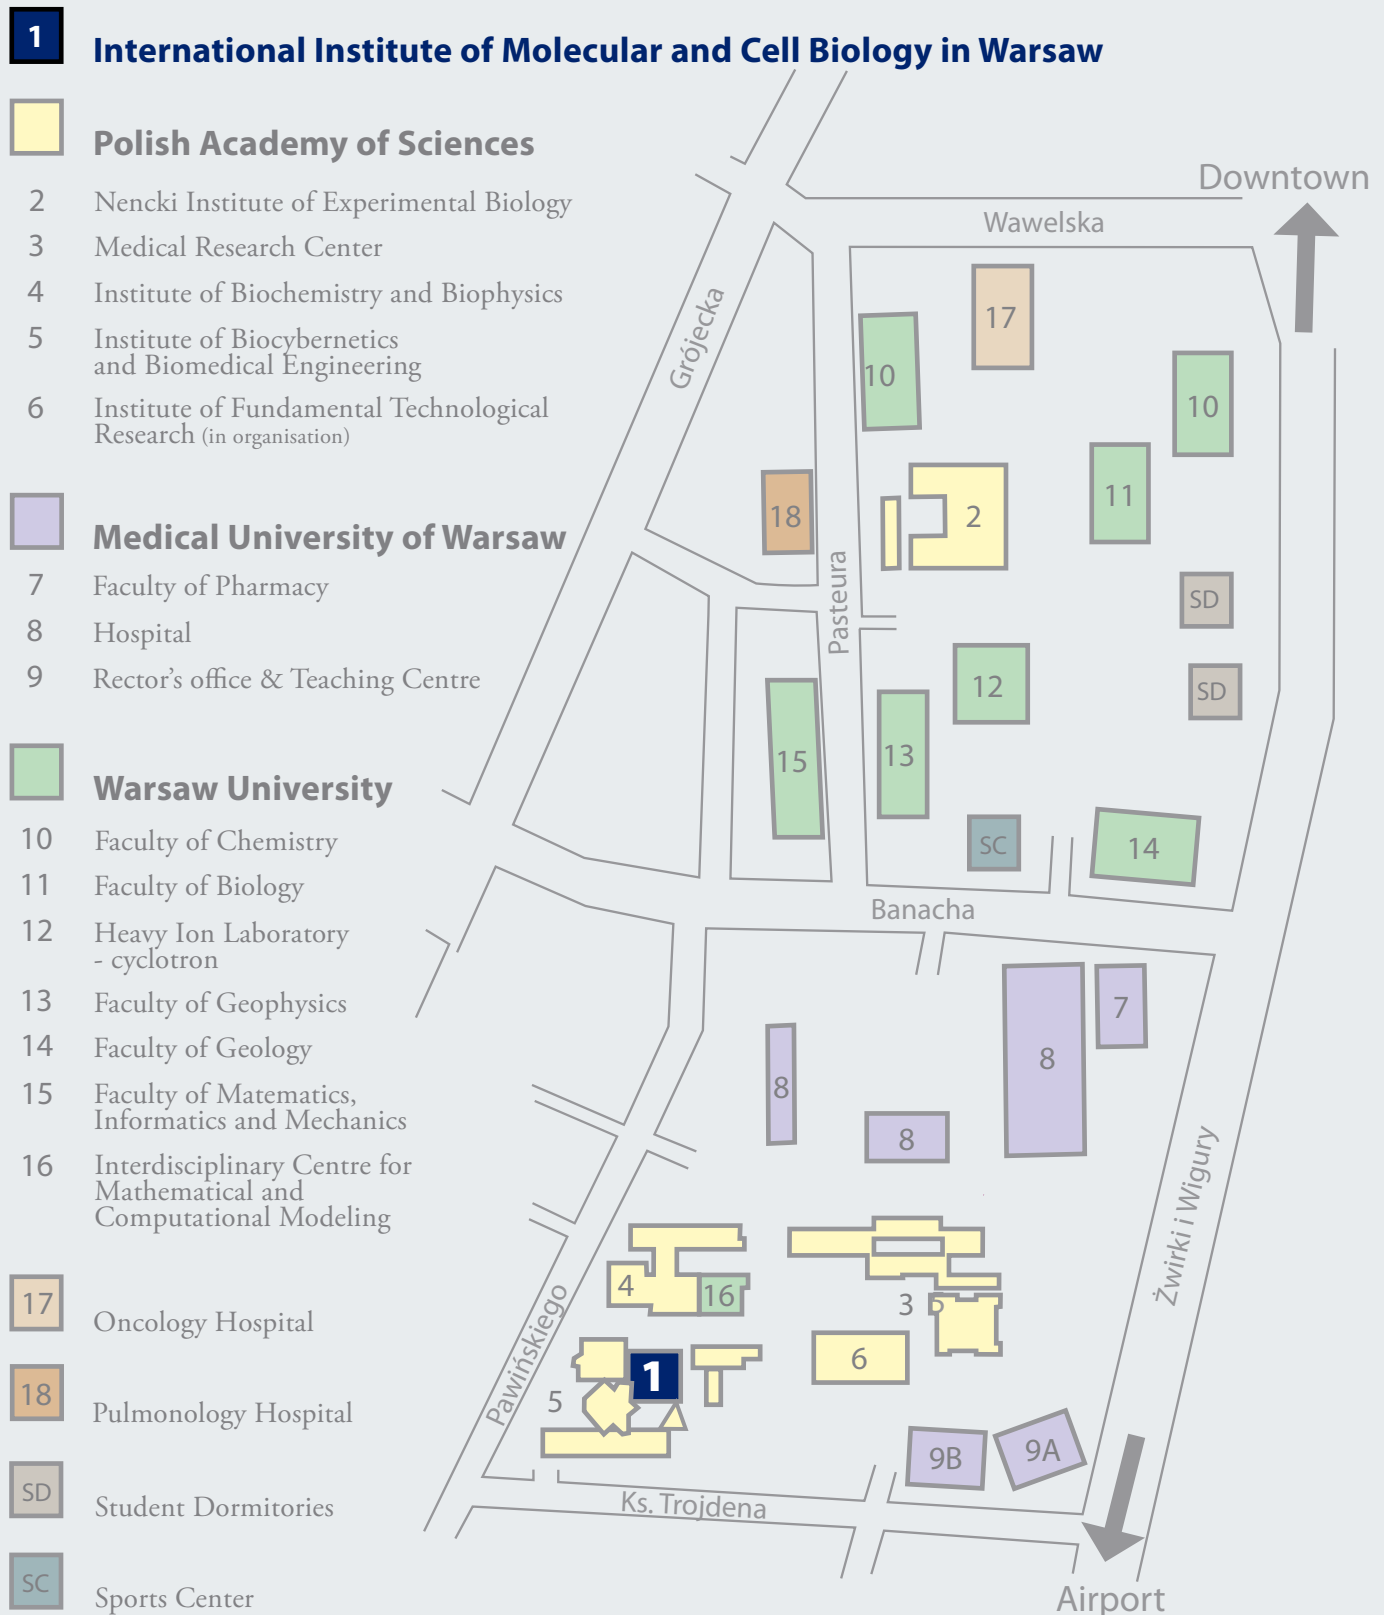 1
International Institute of Molecular and Cell Biology in Warsaw
Polish Academy of Sciences
2 Nencki Institute of Experimental Biology
3 Medical Research Center
4 Institute of Biochemistry and Biophysics
5 Institute of Biocybernetics
and Biomedical Engineering
6 Institute of Fundamental Technological
Research (in organisation)
Medical University of Warsaw
7 Faculty of Pharmacy
8 Hospital
9 Rector's office & Teaching Centre
Warsaw University
10 Faculty of Chemistry
11 Faculty of Biology
12 Heavy Ion Laboratory
- cyclotron
13 Faculty of Geophysics
14 Faculty of Geology
15 Faculty of Matematics,
Informatics and Mechanics
16 Interdisciplinary Centre for
Mathematical and
Computational Modeling
17 Oncology Hospital
18 Pulmonology Hospital
SD Student Dormitories
SC Sports Center
Downtown
Wawelska
Grójecka
17
10
10
11
18
2
Pasteura
SD
12
SD
13
15
SC
14
Banacha
7
8
8
8
Żwirki i Wigury
4
16
3
Pawińskiego
6
1
5
9B
9A
Ks. Trojdena
Airport